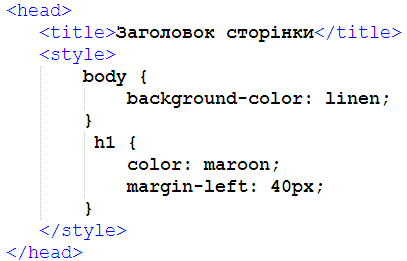 <head>
<title>Заголовок сторінки</title>
<style>
body {
background-color: linen;
}
h1 {
color: maroon;
margin-left: 40px;
}
</style>
</head>